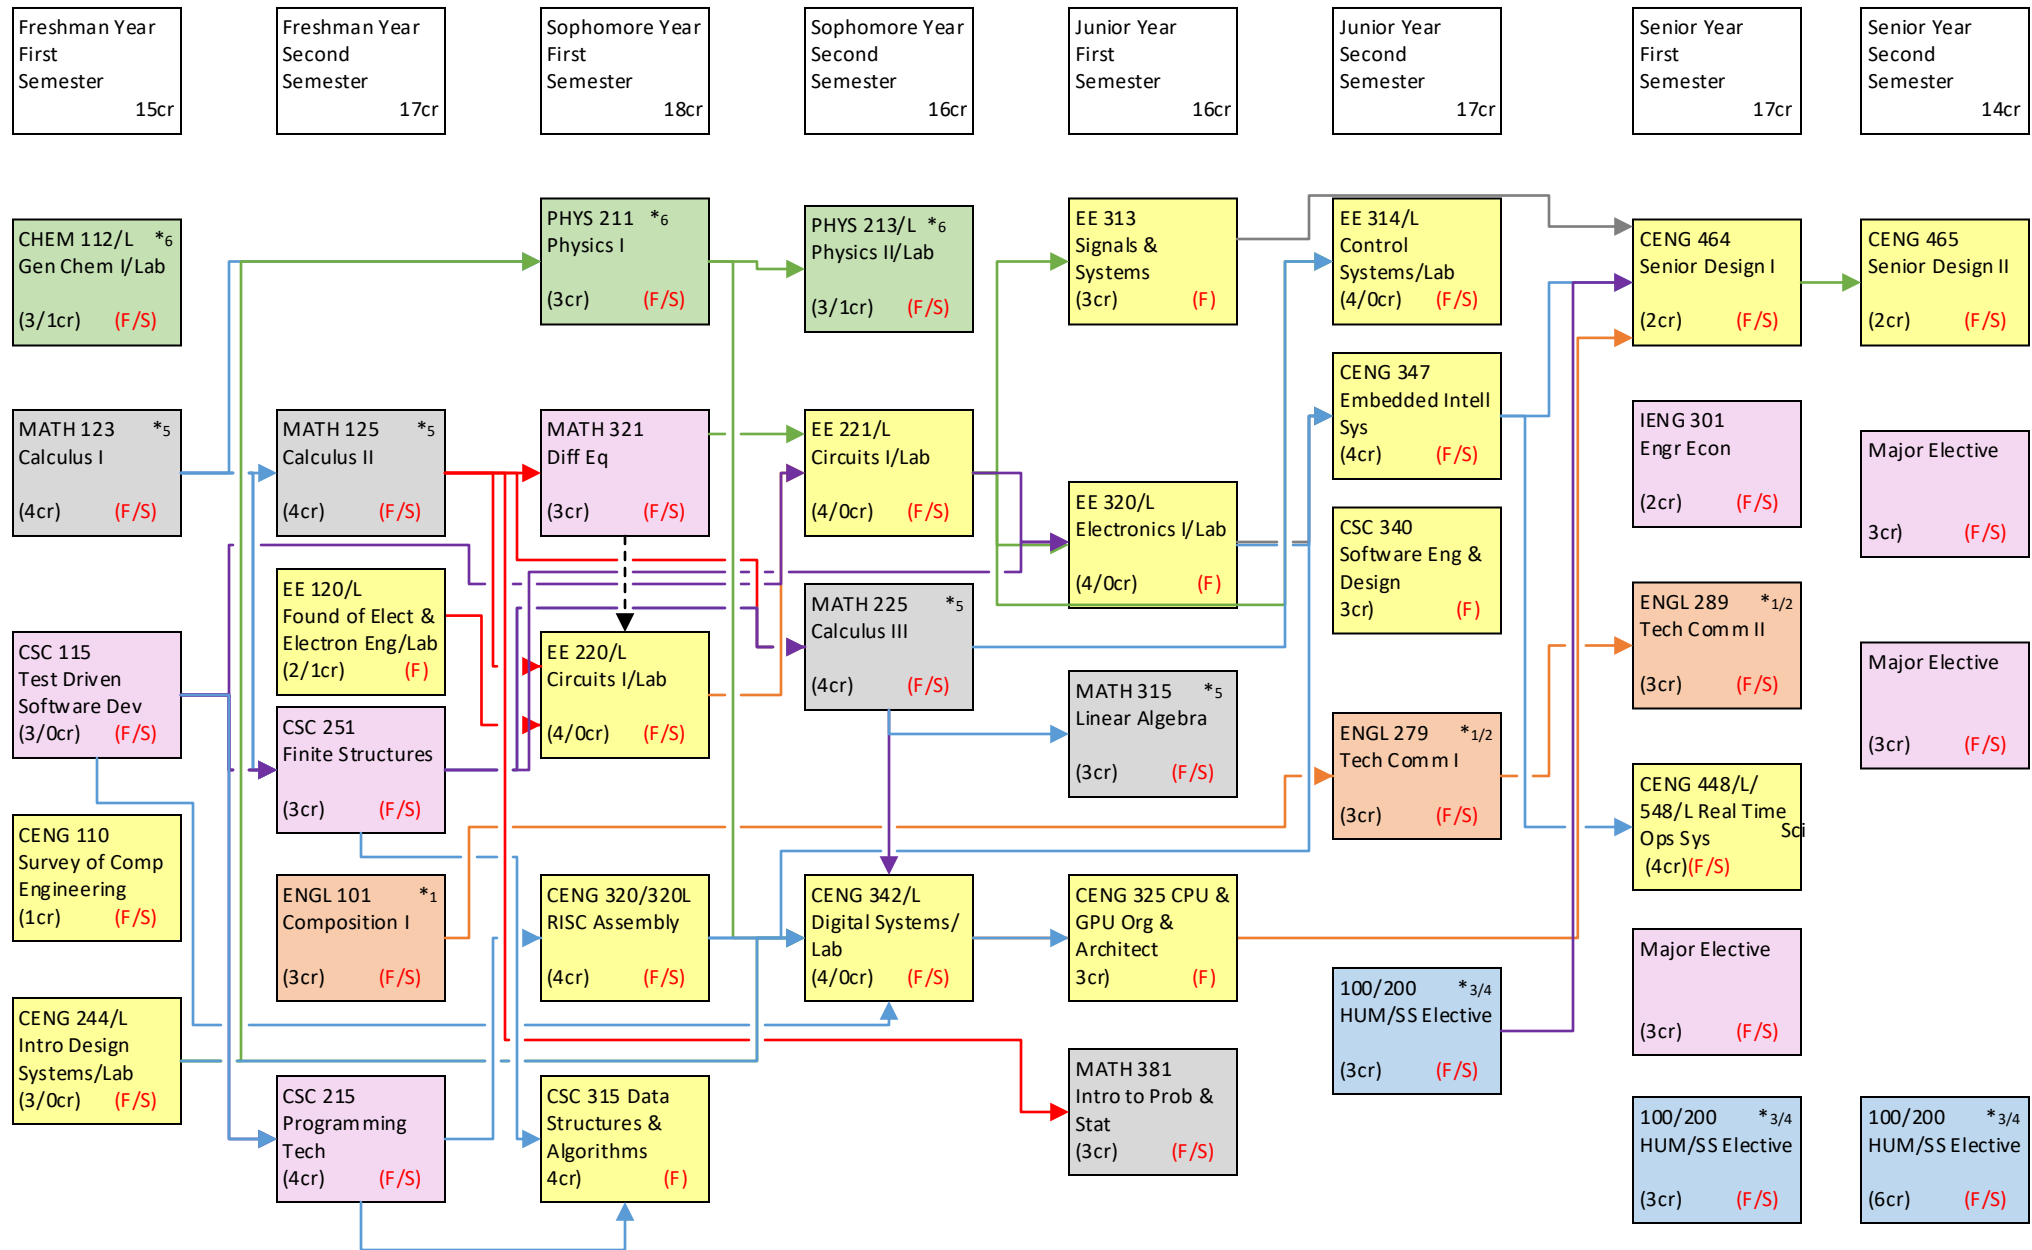 Freshman Year
First
Semester
15cr
Freshman Year
Second
Semester
17cr
Sophomore Year
First
Semester
18cr
Sophomore Year
Second
Semester
16cr
Junior Year
First
Semester
16cr
Junior Year
Second
Semester
17cr
Senior Year
First
Semester
17cr
Senior Year
Second
Semester
14cr
CHEM 112/L *6
Gen Chem I/Lab
(3/1cr) (F/S)
MATH 123 *5
Calculus I
(4cr) (F/S)
CSC 115
Test Driven
Software Dev
(3/0cr) (F/S)
CENG 110
Survey of Comp
Engineering
(1cr) (F/S)
CENG 244/L
Intro Design
Systems/Lab
(3/0cr) (F/S)
MATH 125 *5
Calculus II
(4cr) (F/S)
EE 120/L
Found of Elect &
Electron Eng/Lab
(2/1cr) (F)
CSC 251
Finite Structures
(3cr) (F/S)
ENGL 101 *1
Composition I
(3cr) (F/S)
CSC 215
Programming
Tech
(4cr) (F/S)
PHYS 211 *6
Physics I
(3cr) (F/S)
MATH 321
Diff Eq
(3cr) (F/S)
EE 220/L
Circuits I/Lab
(4/0cr) (F/S)
CENG 320/320L
RISC Assembly
(4cr) (F/S)
CSC 315 Data
Structures &
Algorithms
4cr) (F)
PHYS 213/L *6
Physics II/Lab
(3/1cr) (F/S)
EE 221/L
Circuits I/Lab
(4/0cr) (F/S)
MATH 225 *5
Calculus III
(4cr) (F/S)
CENG 342/L
Digital Systems/
Lab
(4/0cr) (F/S)
EE 313
Signals &
Systems
(3cr) (F)
EE 320/L
Electronics I/Lab
(4/0cr) (F)
MATH 315 *5
Linear Algebra
(3cr) (F/S)
CENG 325 CPU &
GPU Org &
Architect
3cr) (F)
MATH 381
Intro to Prob &
Stat
(3cr) (F/S)
EE 314/L
Control
Systems/Lab
(4/0cr) (F/S)
CENG 347
Embedded Intell
Sys
(4cr) (F/S)
CSC 340
Software Eng &
Design
3cr) (F)
ENGL 279 *1/2
Tech Comm I
(3cr) (F/S)
100/200 *3/4
HUM/SS Elective
(3cr) (F/S)
CENG 464
Senior Design I
(2cr) (F/S)
IENG 301
Engr Econ
(2cr) (F/S)
ENGL 289 *1/2
Tech Comm II
(3cr) (F/S)
CENG 448/L/
548/L Real Time
Ops Sys
Sci
(4cr)(F/S)
Major Elective
(3cr) (F/S)
100/200 *3/4
HUM/SS Elective
(3cr) (F/S)
CENG 465
Senior Design II
(2cr) (F/S)
Major Elective
3cr) (F/S)
Major Elective
(3cr) (F/S)
100/200 *3/4
HUM/SS Elective
(6cr) (F/S)